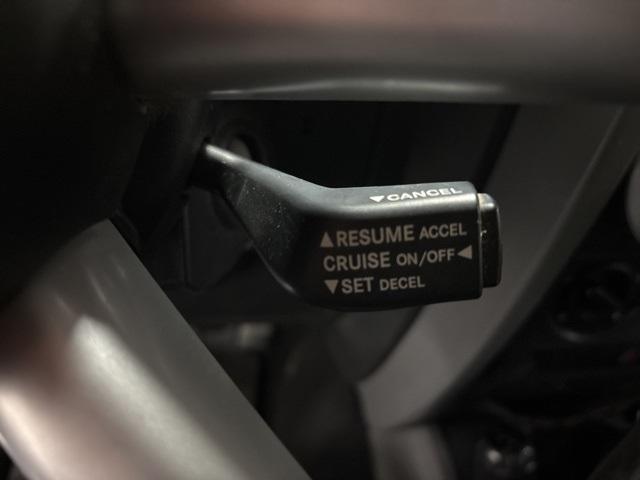 ▼CANCEL
▲RESUME ACCEL
CRUISE ON/OFF◀
▼SET DECEL